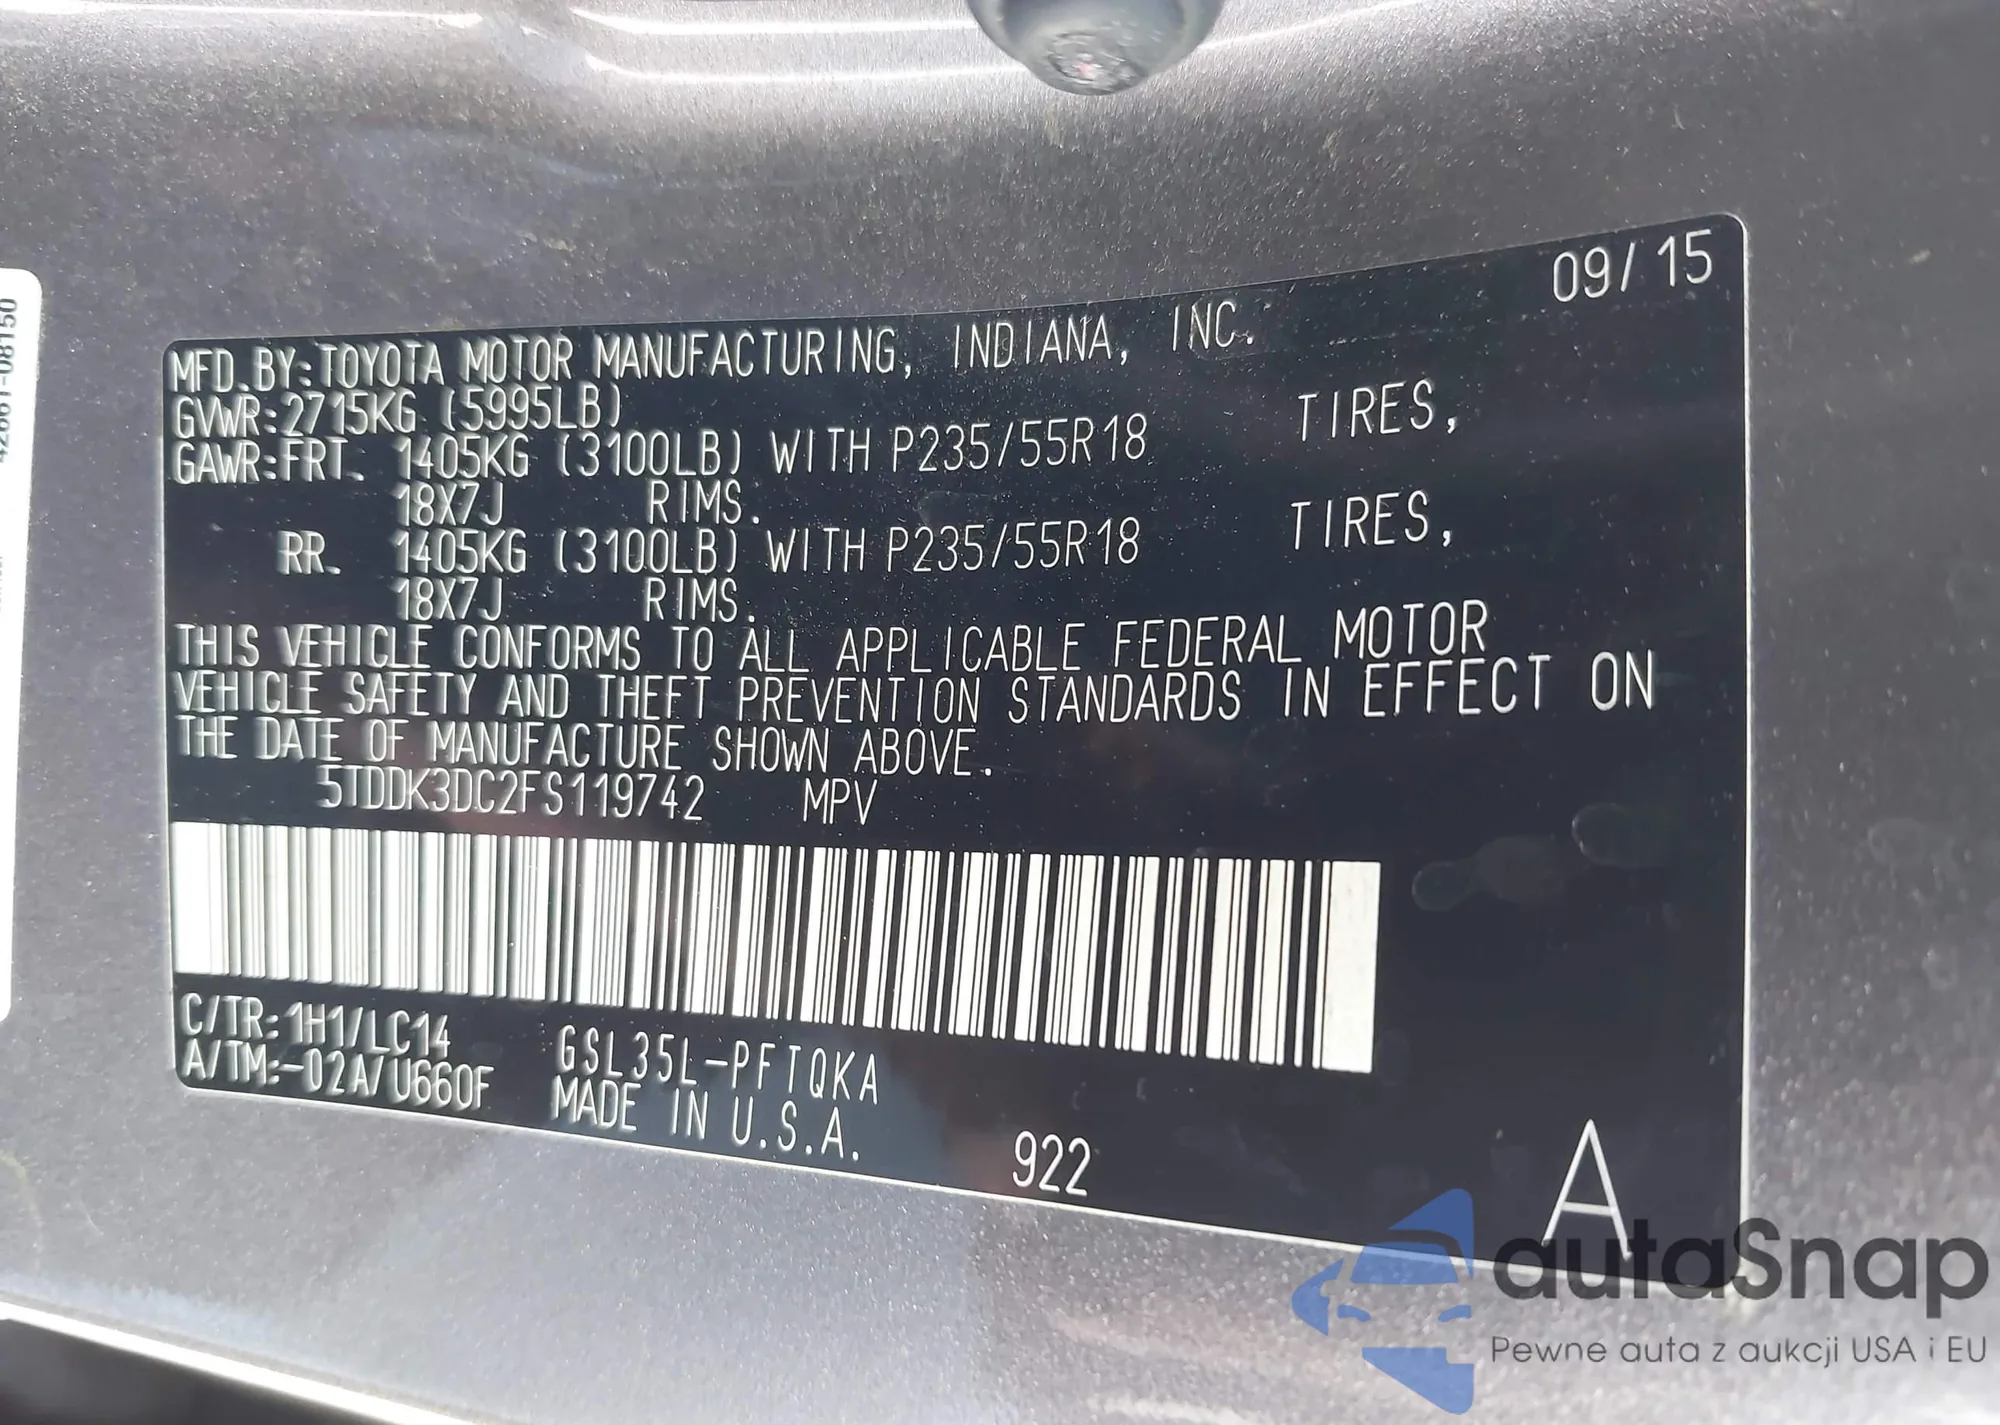 09/15
MFD.BY:TOYOTA MOTOR MANUFACTURING, INDIANA, INC.
GVWR:2715KG (5995LB)
GAWR:FRT. 1405KG (3100LB) WITH P235/55R18 TIRES,
18X7J RIMS.
RR. 1405KG (3100LB) WITH P235/55R18 TIRES,
18X7J RIMS.
THIS VEHICLE CONFORMS TO ALL APPLICABLE FEDERAL MOTOR
VEHICLE SAFETY AND THEFT PREVENTION STANDARDS IN EFFECT ON
THE DATE OF MANUFACTURE SHOWN ABOVE.
5TDDK3DC2FS119742 MPV
C/TR:1H1/LC14 GSL35L-PFTQKA
A/TM:-02A/U660F MADE IN U.S.A.
922
A
42661-08150
autaSnap
Pewne auta z aukcji USA i EU